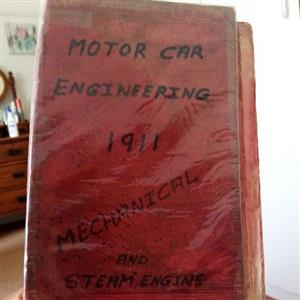 MOTOR CAR
ENGINEERING
1911
MECHANICAL
AND
STEAM ENGINE